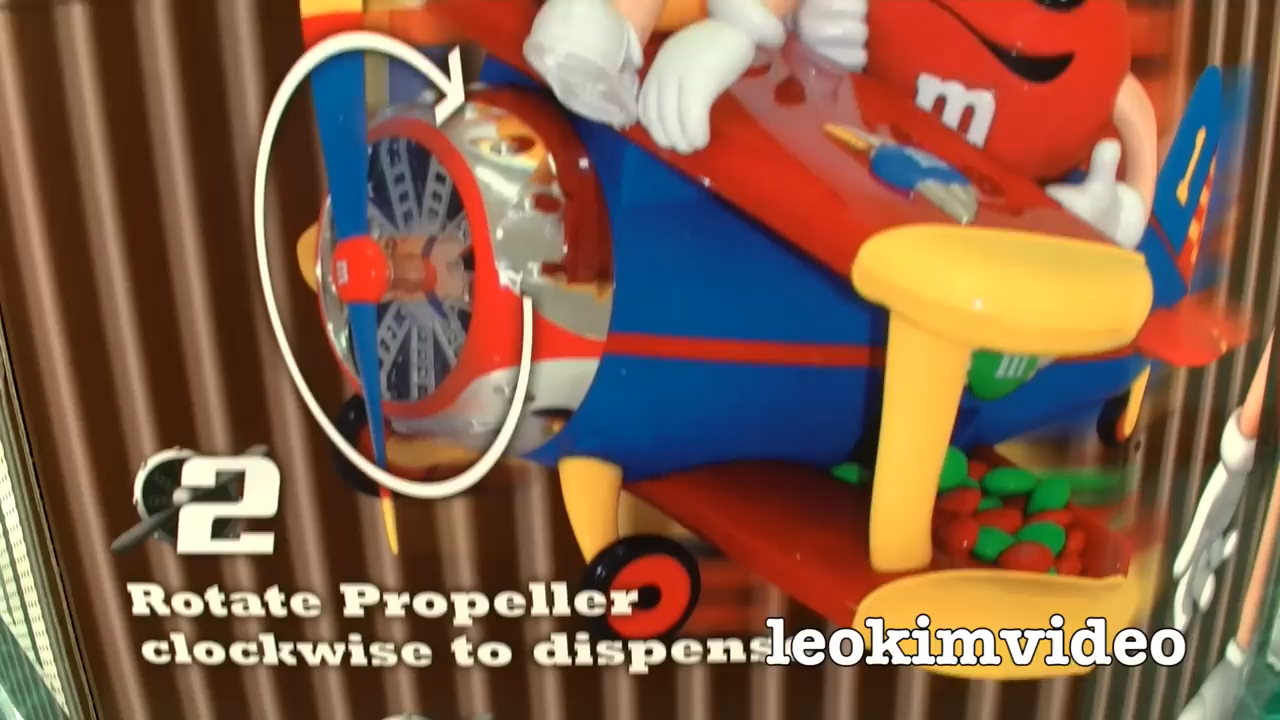 m
m
m
2
Rotate Propeller
clockwise to dispens
leokimvideo